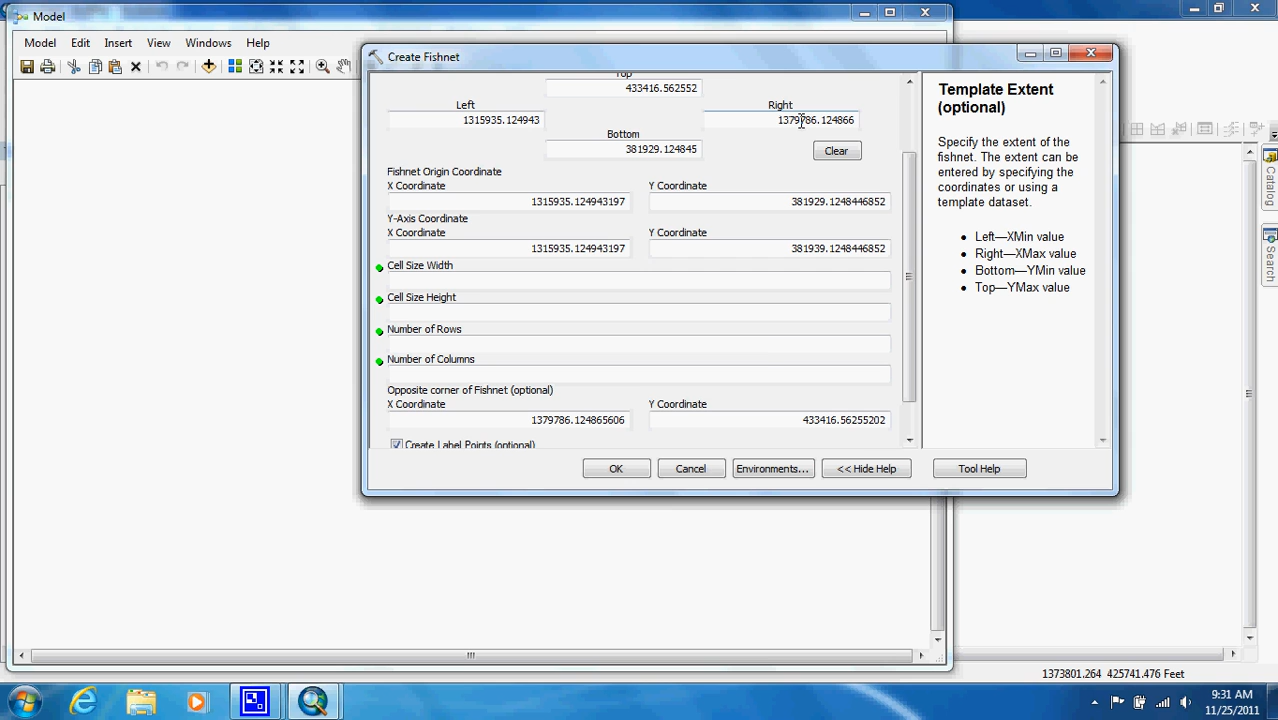 Model
Model Edit Insert View Windows Help
Create Fishnet
Top
433416.562552
Left Right
1315935.124943 1379786.124866
Bottom
381929.124845 Clear
Fishnet Origin Coordinate
X Coordinate Y Coordinate
1315935.124943197 381929.1248446852
Y-Axis Coordinate
X Coordinate Y Coordinate
1315935.124943197 381939.1248446852
Cell Size Width
Cell Size Height
Number of Rows
Number of Columns
Opposite corner of Fishnet (optional)
X Coordinate Y Coordinate
1379786.124865606 433416.56255202
Create Label Points (optional)
OK Cancel Environments... << Hide Help Tool Help
Template Extent
(optional)
Specify the extent of the
fishnet. The extent can be
entered by specifying the
coordinates or using a
template dataset.
• Left—XMin value
• Right—XMax value
• Bottom—YMin value
• Top—YMax value
Catalog
Search
1373801.264 425741.476 Feet
9:31 AM
11/25/2011